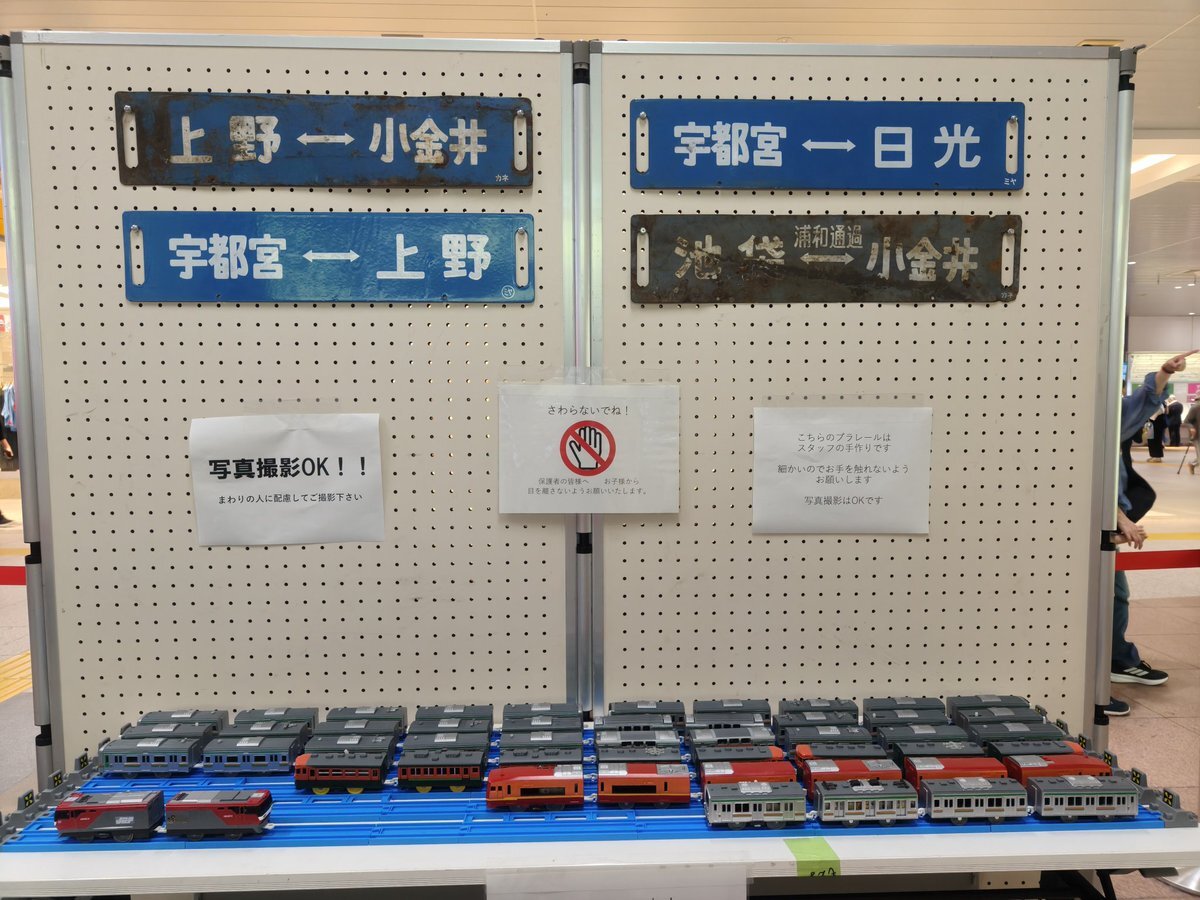 上野 ↔ 小金井
カネ
宇都宮 ↔ 日光
ミヤ
宇都宮 ↔ 上野
ミヤ
浦和通過
池袋 ↔ 小金井
カネ
写真撮影OK！！
まわりの人に配慮してご撮影下さい
さわらないでね！
保護者の皆様へ　お子様から
目を離さないようお願いいたします。
こちらのプラレールは
スタッフの手作りです
細かいのでお手を触れないよう
お願いします
写真撮影はOKです